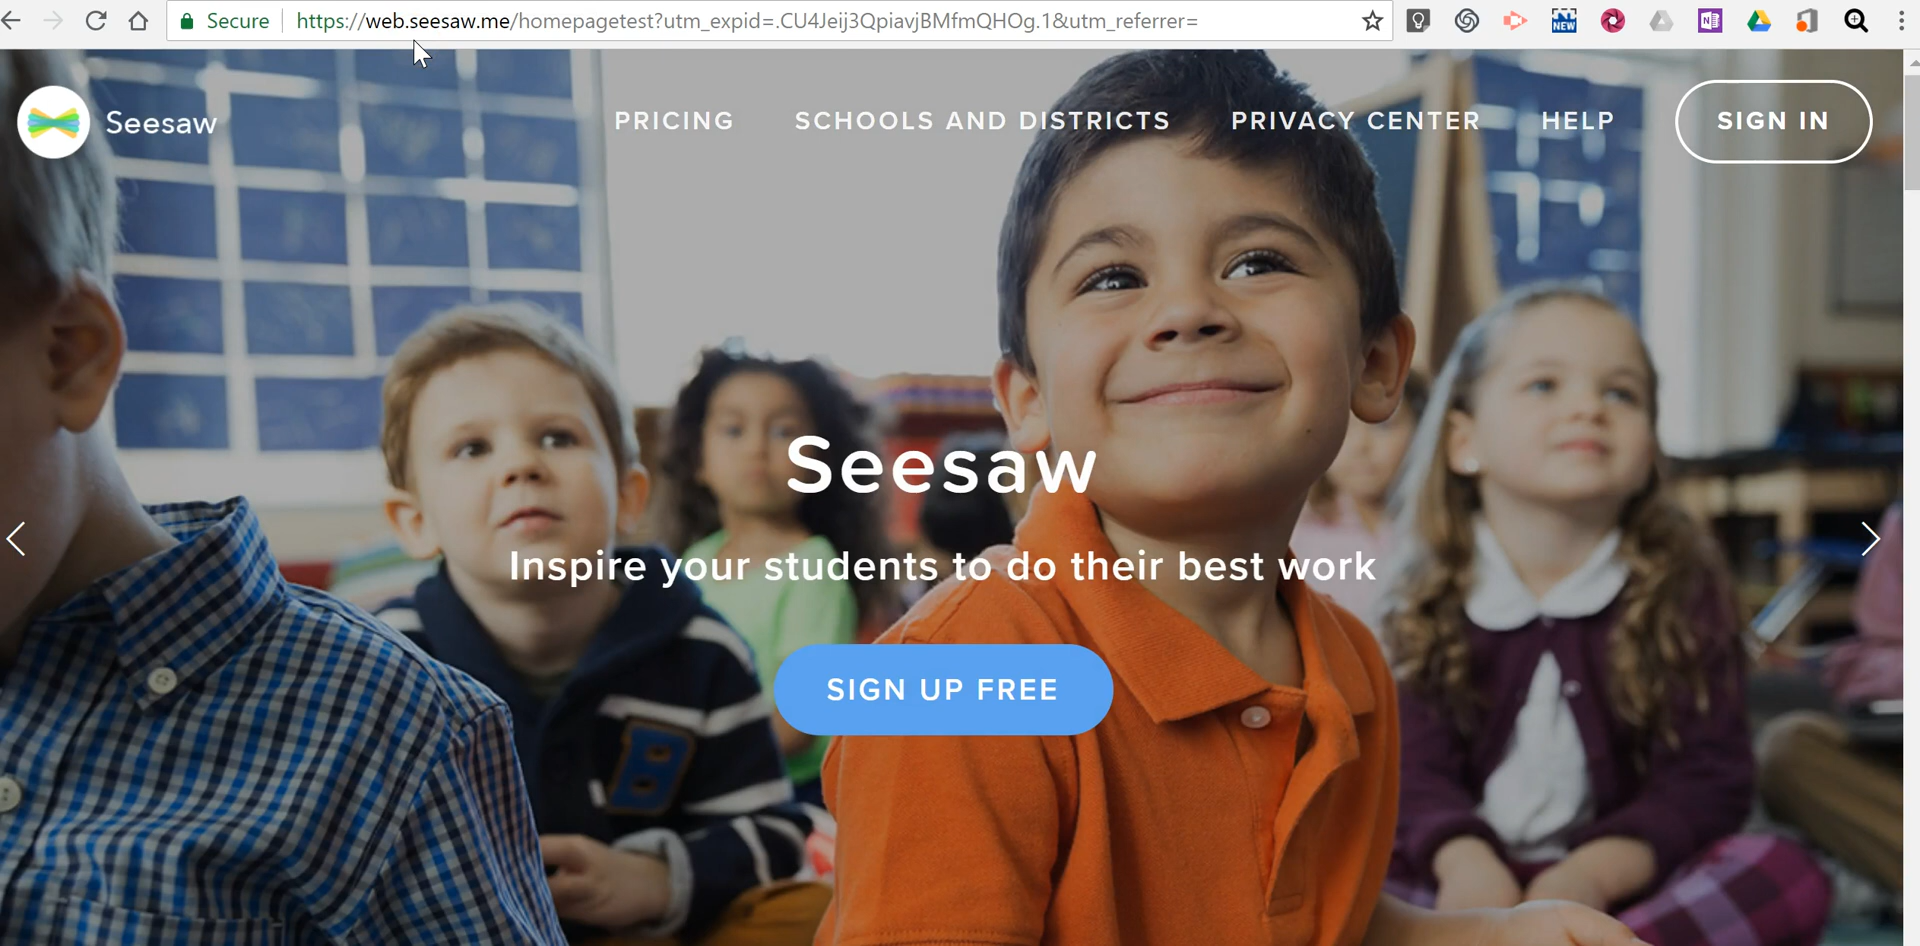 Secure https://web.seesaw.me/homepagetest?utm_expid=.CU4Jeij3QpiavjBMfmQHOg.1&utm_referrer=
NEW
N
Seesaw PRICING SCHOOLS AND DISTRICTS PRIVACY CENTER HELP SIGN IN
Seesaw
Inspire your students to do their best work
SIGN UP FREE
B